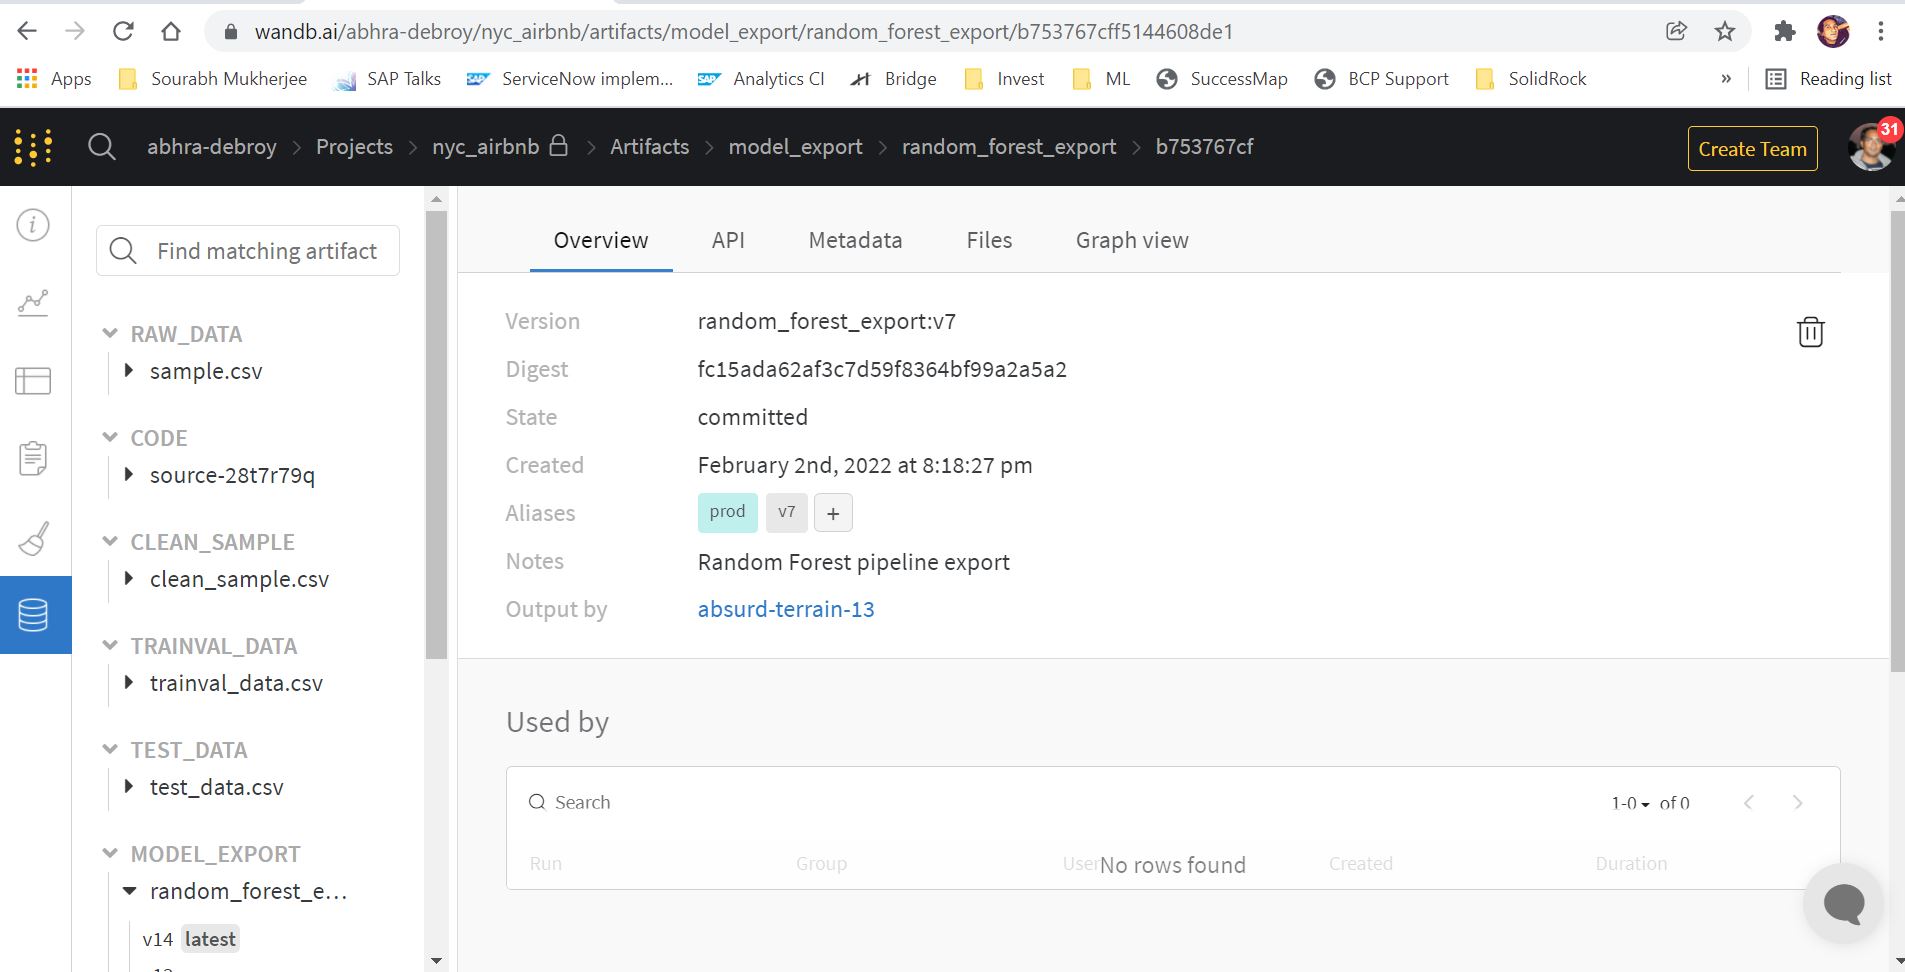 wandb.ai/abhra-debroy/nyc_airbnb/artifacts/model_export/random_forest_export/b753767cff5144608de1
Apps Sourabh Mukherjee SAP Talks SAP ServiceNow implem... SAP Analytics CI Bridge Invest ML SuccessMap BCP Support SolidRock » Reading list
abhra-debroy > Projects > nyc_airbnb > Artifacts > model_export > random_forest_export > b753767cf Create Team 31
Find matching artifact
RAW_DATA
sample.csv
CODE
source-28t7r79q
CLEAN_SAMPLE
clean_sample.csv
TRAINVAL_DATA
trainval_data.csv
TEST_DATA
test_data.csv
MODEL_EXPORT
random_forest_e...
v14 latest
Overview API Metadata Files Graph view
Version random_forest_export:v7
Digest fc15ada62af3c7d59f8364bf99a2a5a2
State committed
Created February 2nd, 2022 at 8:18:27 pm
Aliases prod v7 +
Notes Random Forest pipeline export
Output by absurd-terrain-13
Used by
Search 1-0 of 0
Run Group User Created Duration
No rows found